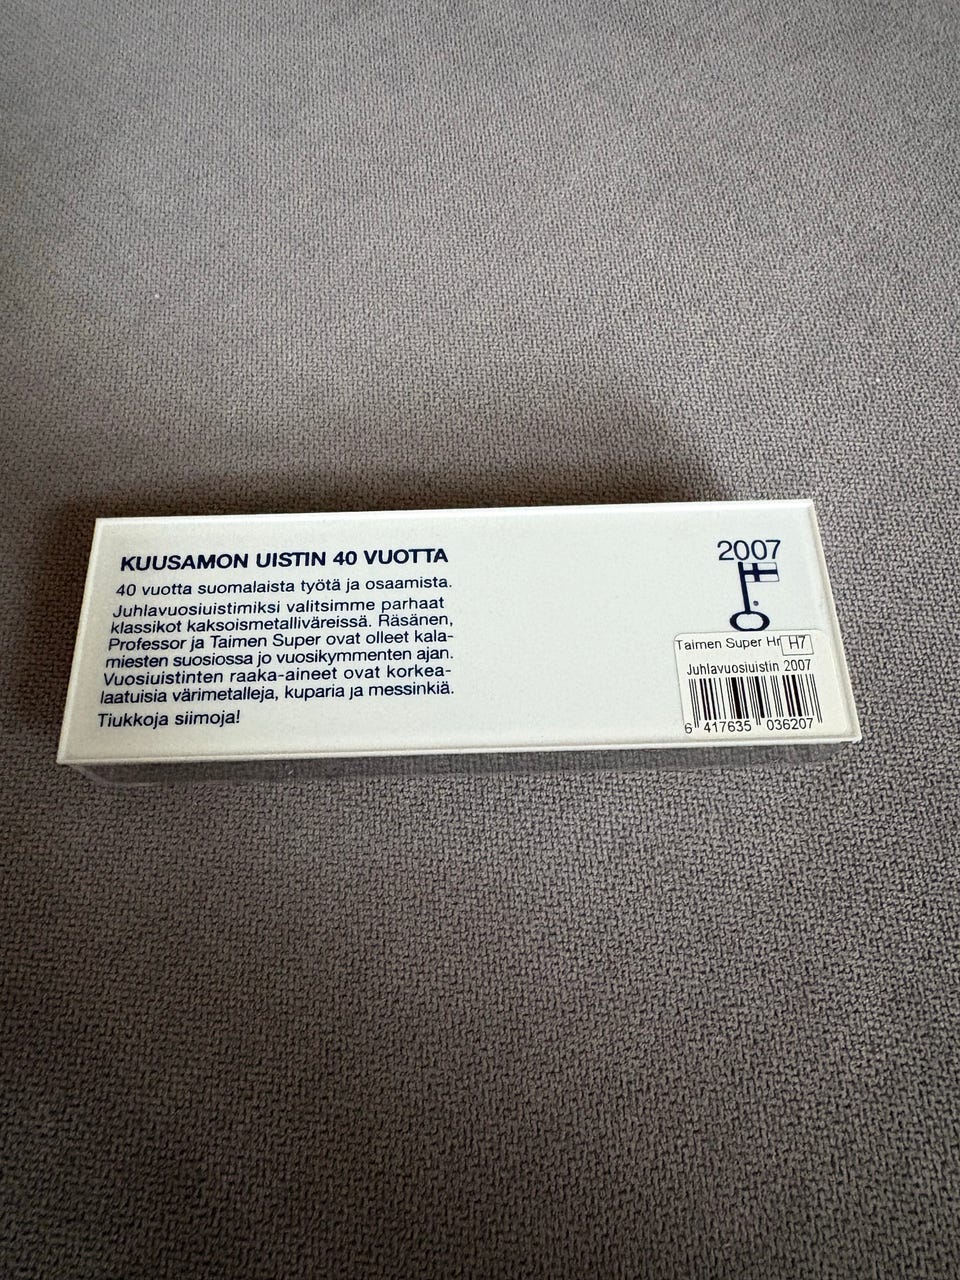 KUUSAMON UISTIN 40 VUOTTA
40 vuotta suomalaista työtä ja osaamista.
Juhlavuosiuistimiksi valitsimme parhaat
klassikot kaksoismetalliväreissä. Räsänen,
Professor ja Taimen Super ovat olleet kala-
miesten suosiossa jo vuosikymmenten ajan.
Vuosiuistinten raaka-aineet ovat korkea-
laatuisia värimetalleja, kuparia ja messinkiä.
Tiukkoja siimoja!
2007
Taimen Super Hr H7
Juhlavuosiuistin 2007
6 417635 036207